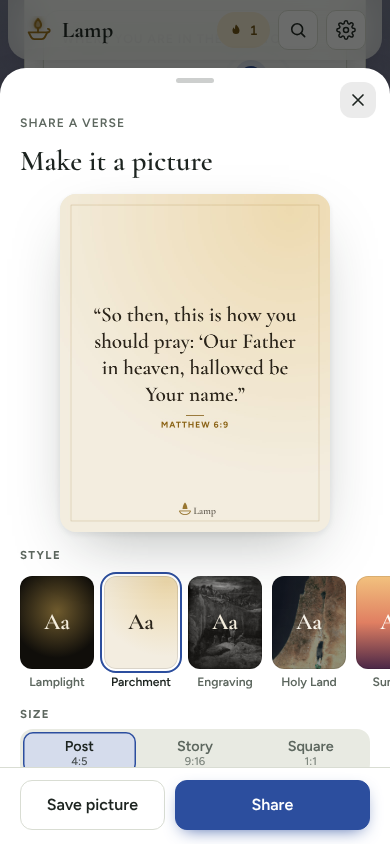 Lamp
1
SHARE A VERSE
Make it a picture
“So then, this is how you
should pray: ‘Our Father
in heaven, hallowed be
Your name.”
MATTHEW 6:9
Lamp
STYLE
Aa
Aa
Aa
Aa
Lamplight
Parchment
Engraving
Holy Land
SIZE
Post
Story
Square
4:5
9:16
1:1
Save picture
Share